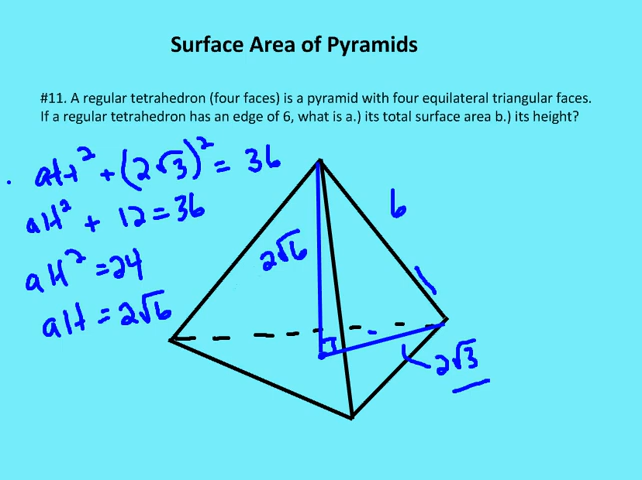 Surface Area of Pyramids
#11. A regular tetrahedron (four faces) is a pyramid with four equilateral triangular faces.
If a regular tetrahedron has an edge of 6, what is a.) its total surface area b.) its height?
alt² + (2√3)² = 36
alt² + 12 = 36
alt² = 24
alt = 2√6
6
2√6
2√3